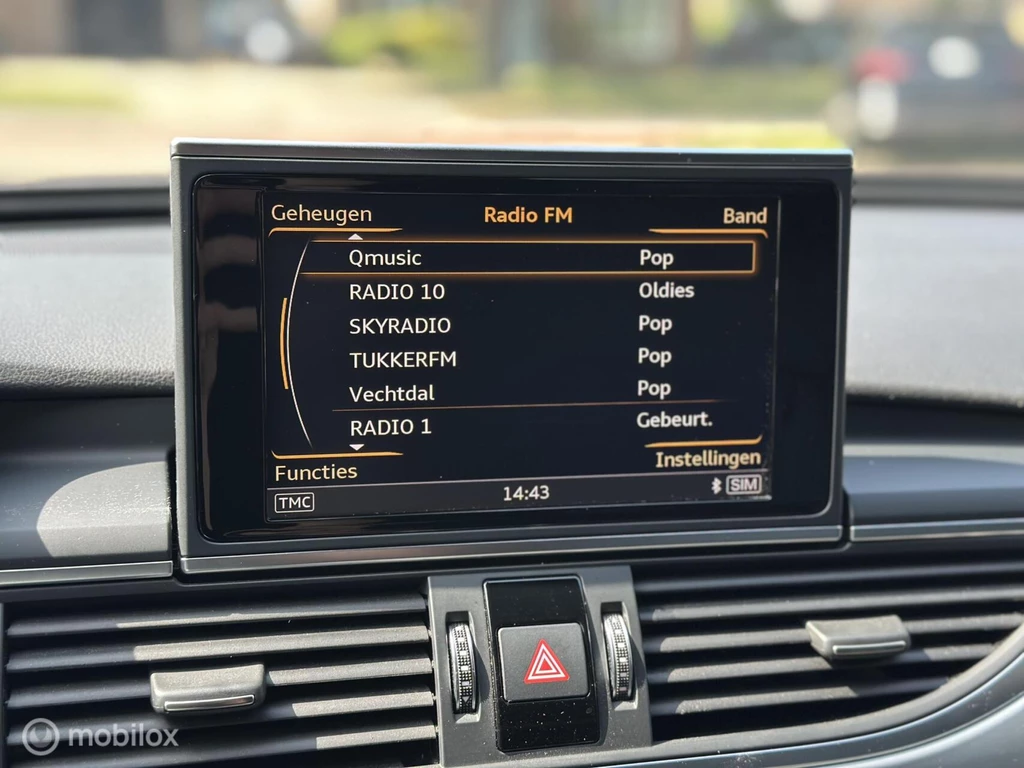 Geheugen Radio FM Band
Qmusic Pop
RADIO 10 Oldies
SKYRADIO Pop
TUKKERFM Pop
Vechtdal Pop
RADIO 1 Gebeurt.
Functies Instellingen
TMC 14:43 SIM
mobilox